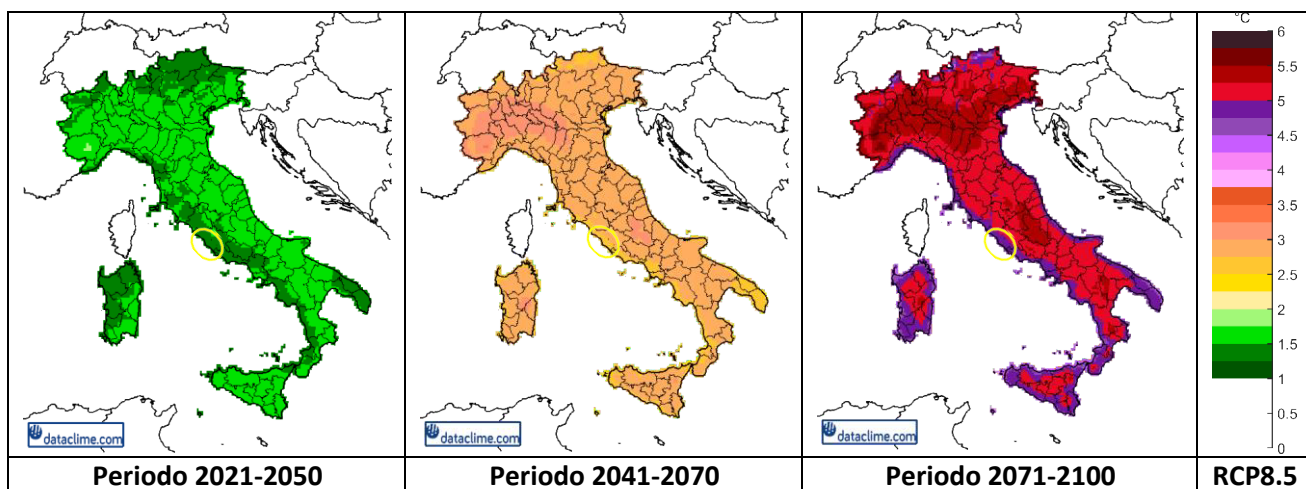 °C
6
5.5
5
4.5
4
3.5
3
2.5
2
1.5
1
0.5
0
dataclime.com
dataclime.com
dataclime.com
Periodo 2021-2050
Periodo 2041-2070
Periodo 2071-2100
RCP8.5